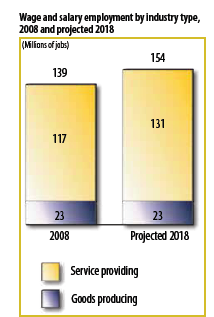 Wage and salary employment by industry type,
2008 and projected 2018
(Millions of jobs)
139
154
117
131
23
23
2008
Projected 2018
Service providing
Goods producing